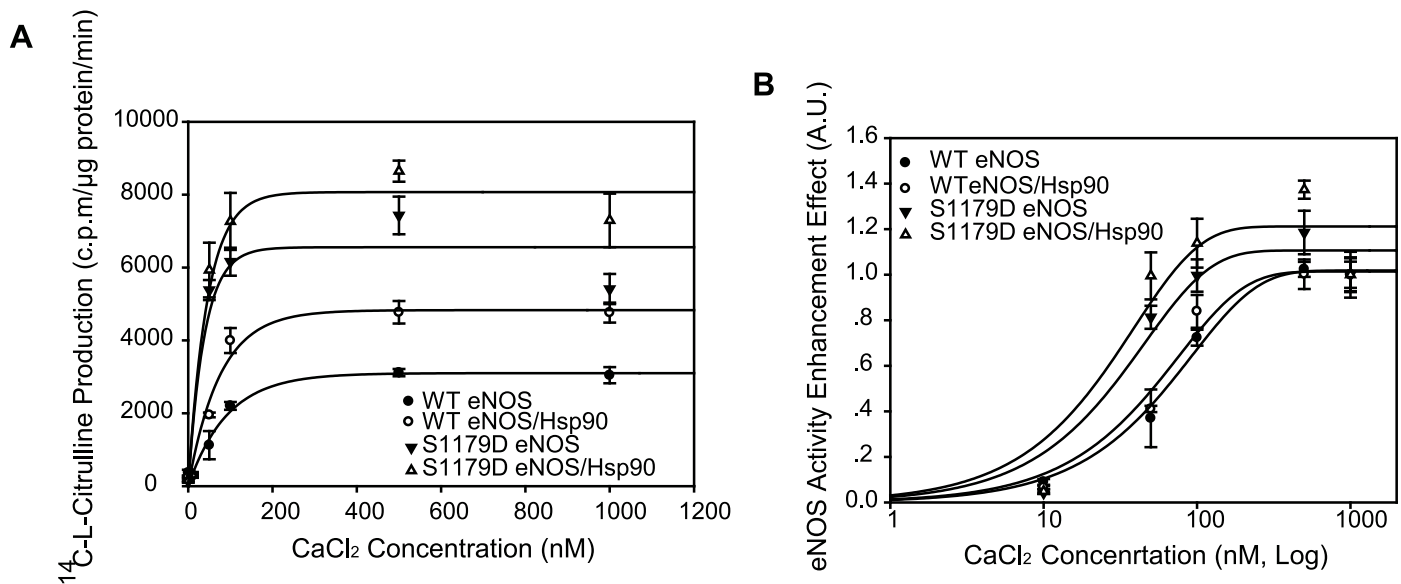 A
¹⁴C-L-Citrulline Production (c.p.m/µg protein/min)
10000
8000
6000
4000
2000
0
0 200 400 600 800 1000 1200
CaCl₂ Concentration (nM)
WT eNOS
WT eNOS/Hsp90
S1179D eNOS
S1179D eNOS/Hsp90
B
eNOS Activity Enhancement Effect (A.U.)
1.6
1.4
1.2
1.0
.8
.6
.4
.2
0.0
1 10 100 1000
CaCl₂ Concenrtation (nM, Log)
WT eNOS
WTeNOS/Hsp90
S1179D eNOS
S1179D eNOS/Hsp90